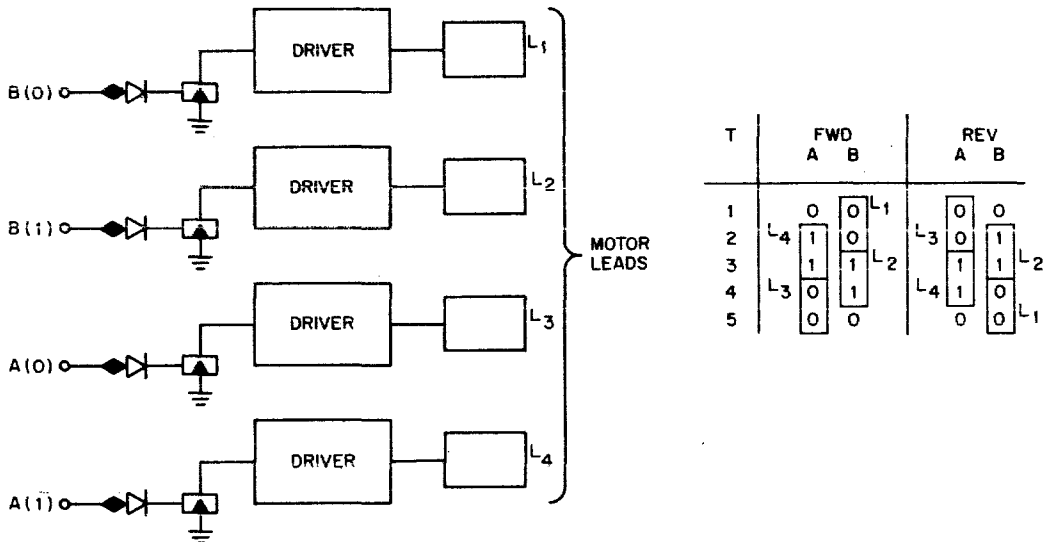 DRIVER
L1
B(0)
DRIVER
L2
B(1)
DRIVER
L3
A(0)
DRIVER
L4
A(1)
MOTOR
LEADS
T FWD REV
A B A B
1 0 0 L1 0 0
2 L4 1 0 L3 0 1
3 1 1 L2 1 1 L2
4 L3 0 1 L4 1 0
5 0 0 0 0 L1